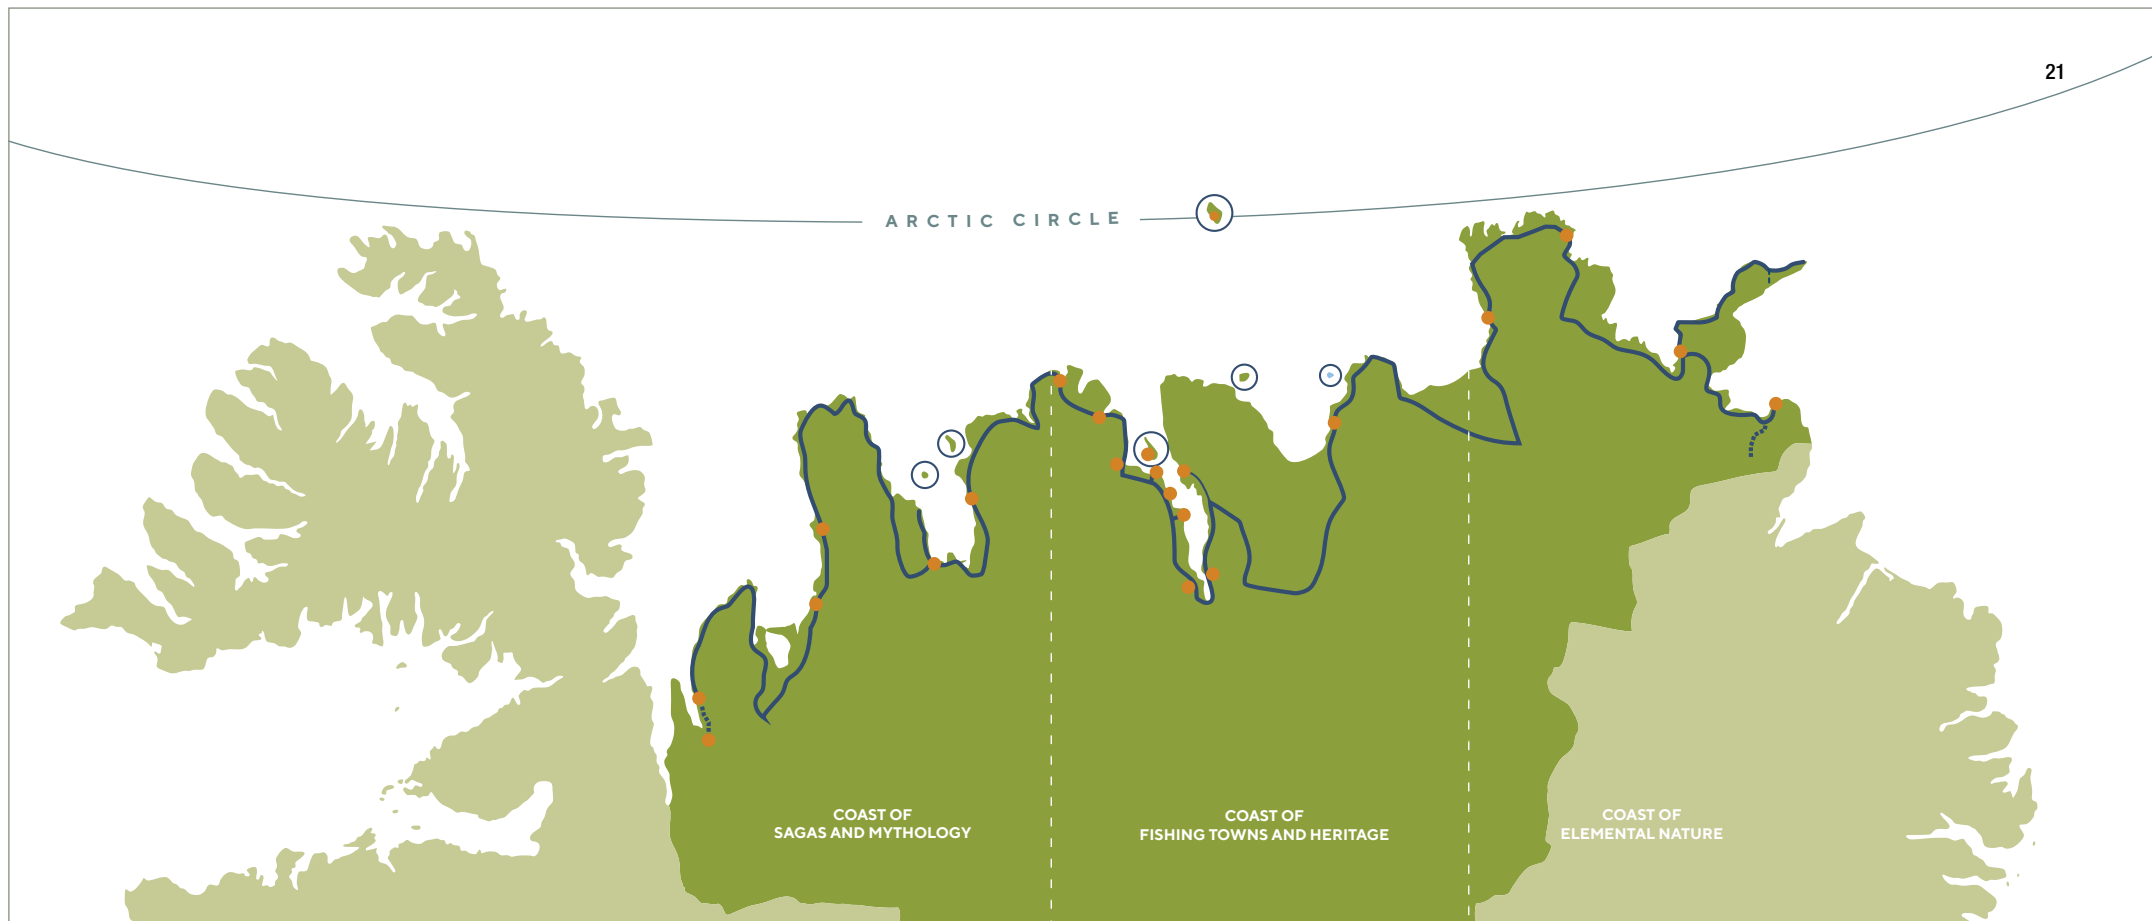 21
ARCTIC CIRCLE
COAST OF
SAGAS AND MYTHOLOGY
COAST OF
FISHING TOWNS AND HERITAGE
COAST OF
ELEMENTAL NATURE